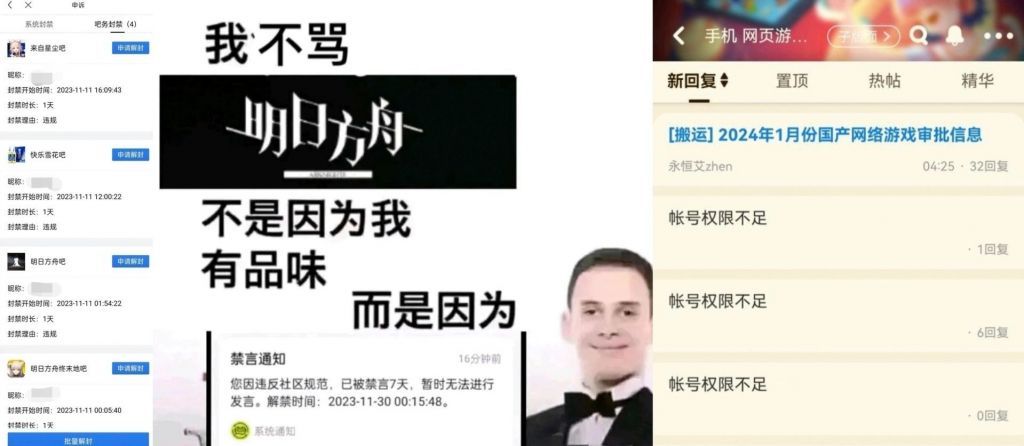 申诉
系统封禁
吧务封禁（4）
来自星尘吧
申请解封
昵称：
封禁开始时间：2023-11-11 16:09:43
封禁时长：1天
封禁理由：违规
快乐雪花吧
申请解封
昵称：
封禁开始时间：2023-11-11 12:00:22
封禁时长：1天
封禁理由：违规
明日方舟吧
申请解封
昵称：
封禁开始时间：2023-11-11 01:54:22
封禁时长：1天
封禁理由：违规
明日方舟终末地吧
申请解封
昵称：
封禁开始时间：2023-11-11 00:05:40
封禁时长：1天
批量解封
我不骂
明日方舟
不是因为我
有品味
而是因为
禁言通知
16分钟前
您因违反社区规范，已被禁言7天，暂时无法进行
发言。解禁时间：2023-11-30 00:15:48。
系统通知
手机 网页游...
子版面
新回复
置顶
热帖
精华
[搬运] 2024年1月份国产网络游戏审批信息
永恒艾zhen
04:25 · 32回复
帐号权限不足
· 1回复
帐号权限不足
· 6回复
帐号权限不足
· 0回复